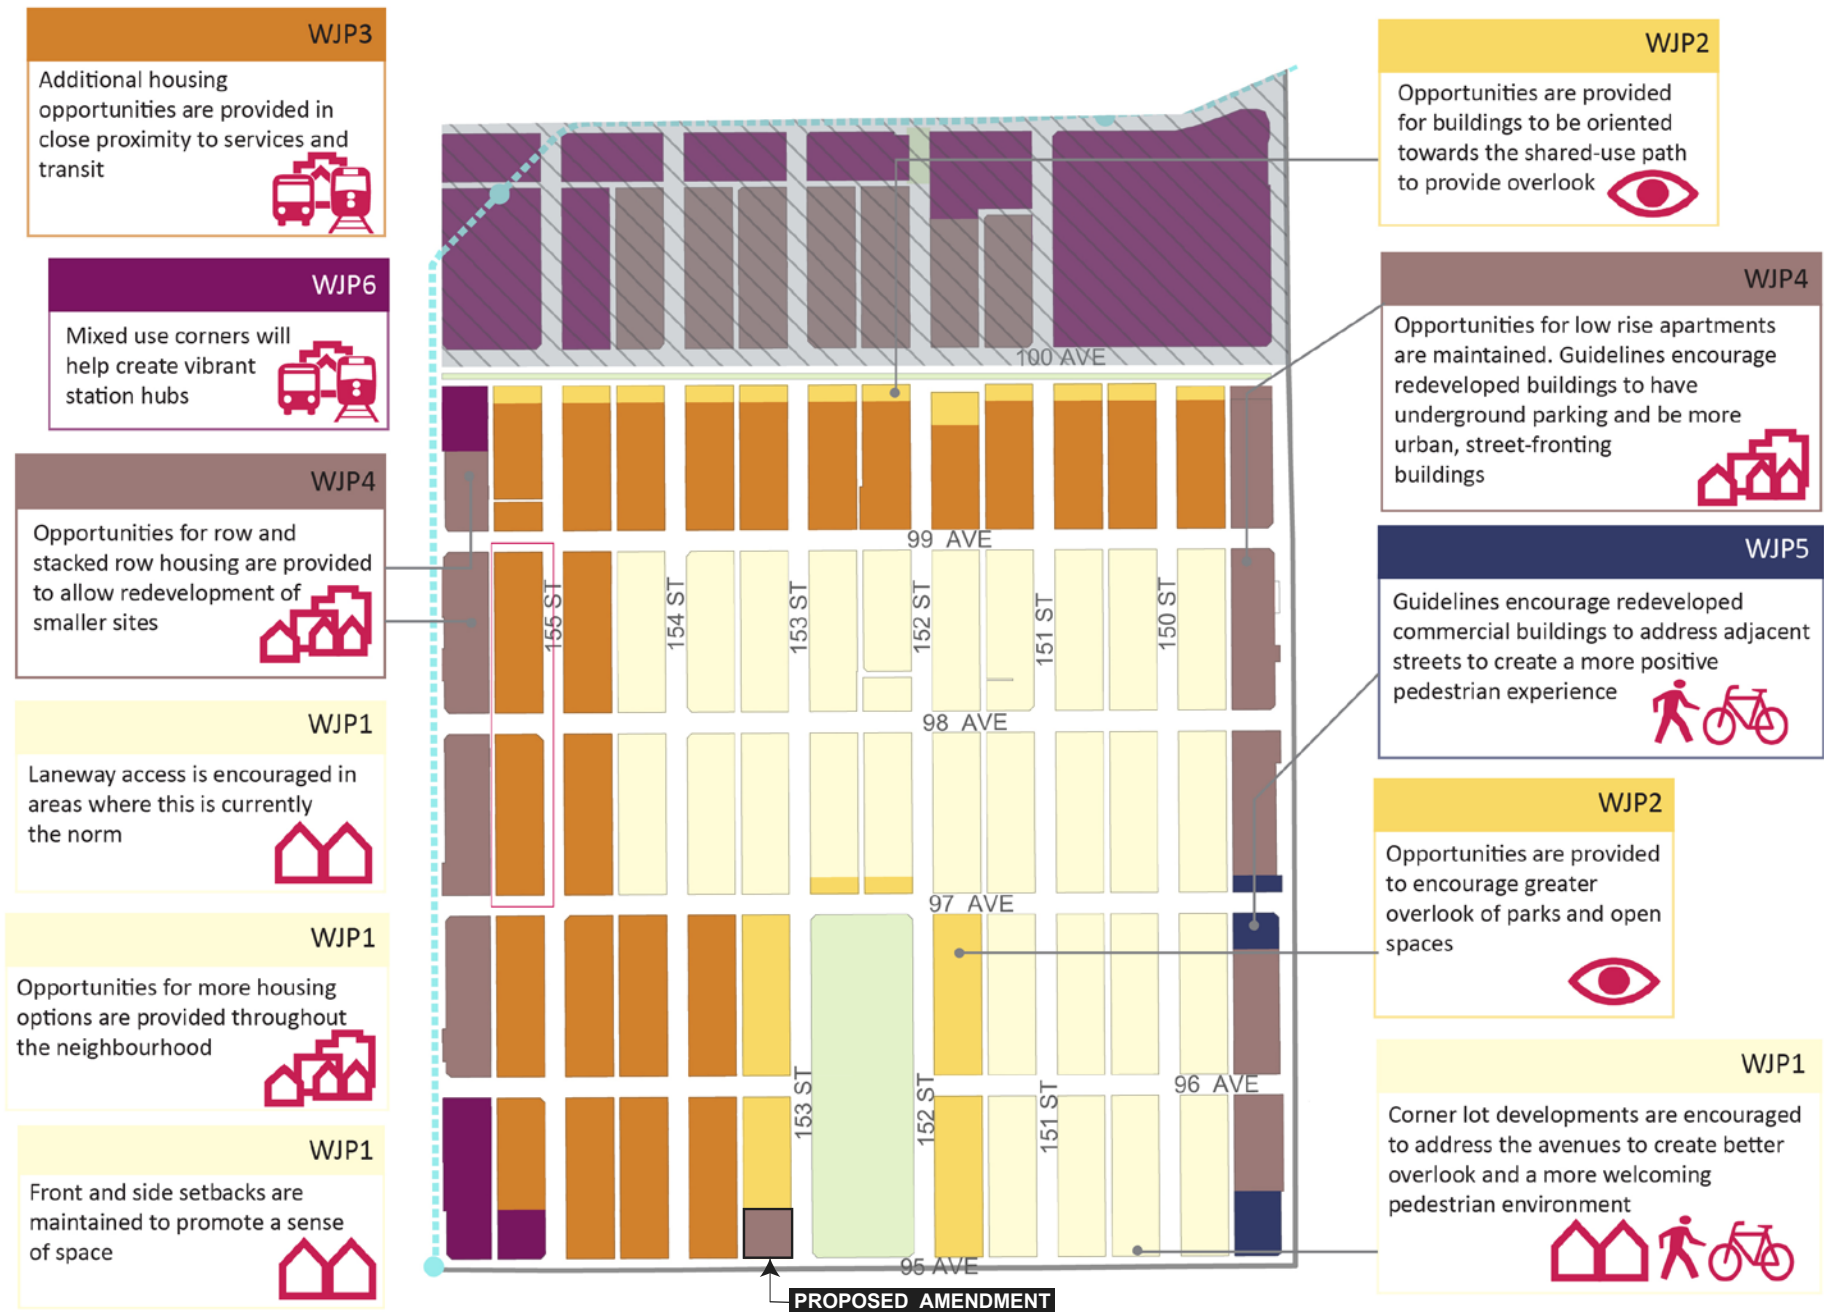 WJP3
Additional housing
opportunities are provided in
close proximity to services and
transit
WJP6
Mixed use corners will
help create vibrant
station hubs
WJP4
Opportunities for row and
stacked row housing are provided
to allow redevelopment of
smaller sites
WJP1
Laneway access is encouraged in
areas where this is currently
the norm
WJP1
Opportunities for more housing
options are provided throughout
the neighbourhood
WJP1
Front and side setbacks are
maintained to promote a sense
of space
100 AVE
99 AVE
155 ST
154 ST
153 ST
152 ST
151 ST
150 ST
98 AVE
97 AVE
96 AVE
153 ST
152 ST
151 ST
95 AVE
PROPOSED AMENDMENT
WJP2
Opportunities are provided
for buildings to be oriented
towards the shared-use path
to provide overlook
WJP4
Opportunities for low rise apartments
are maintained. Guidelines encourage
redeveloped buildings to have
underground parking and be more
urban, street-fronting
buildings
WJP5
Guidelines encourage redeveloped
commercial buildings to address adjacent
streets to create a more positive
pedestrian experience
WJP2
Opportunities are provided
to encourage greater
overlook of parks and open
spaces
WJP1
Corner lot developments are encouraged
to address the avenues to create better
overlook and a more welcoming
pedestrian environment